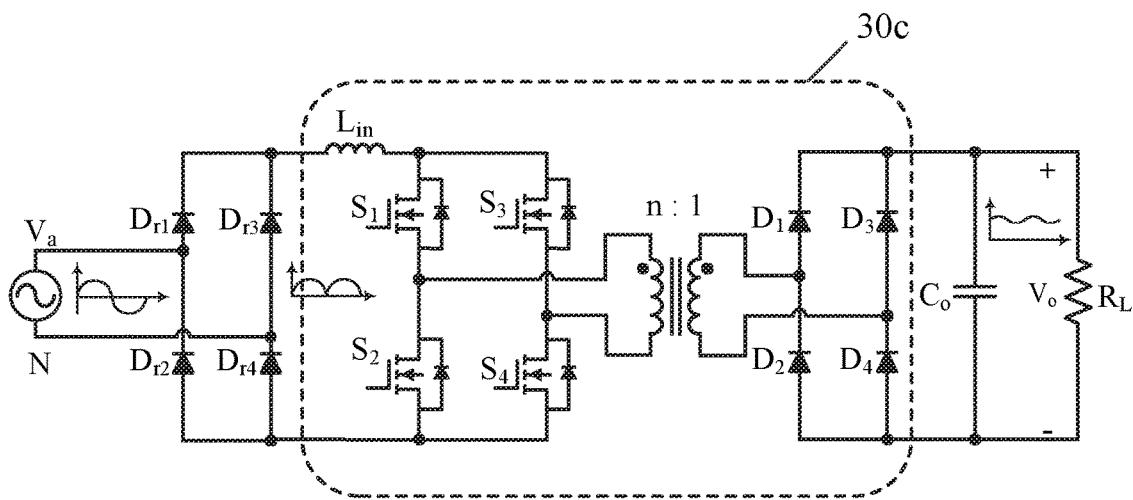 30c
L_in
S_1
S_3
n : 1
D_r1
D_r3
D_1
D_3
+
V_a
C_o
V_o
R_L
N
D_r2
D_r4
S_2
S_4
D_2
D_4
-